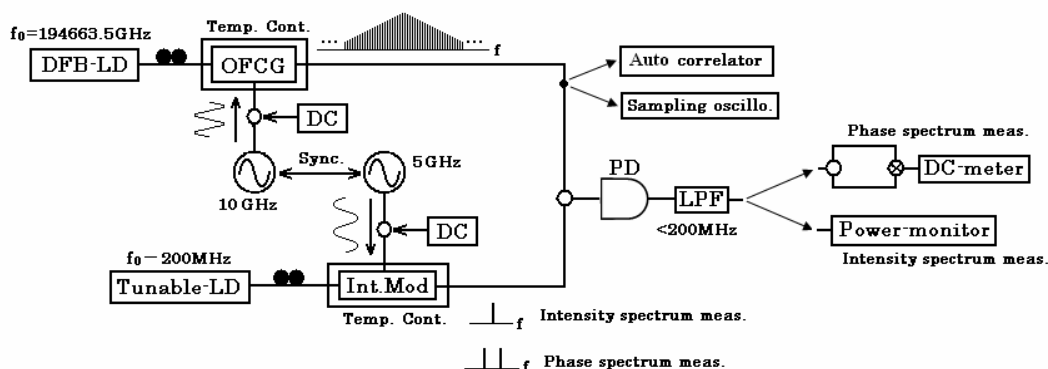 f₀=194663.5GHz
Temp. Cont.
DFB-LD
OFCG
... ...
f
DC
Auto correlator
Sampling oscillo.
Sync.
5GHz
10GHz
PD
LPF
<200MHz
Phase spectrum meas.
DC-meter
Power-monitor
Intensity spectrum meas.
DC
f₀-200MHz
Tunable-LD
Int.Mod
Temp. Cont.
f Intensity spectrum meas.
f Phase spectrum meas.